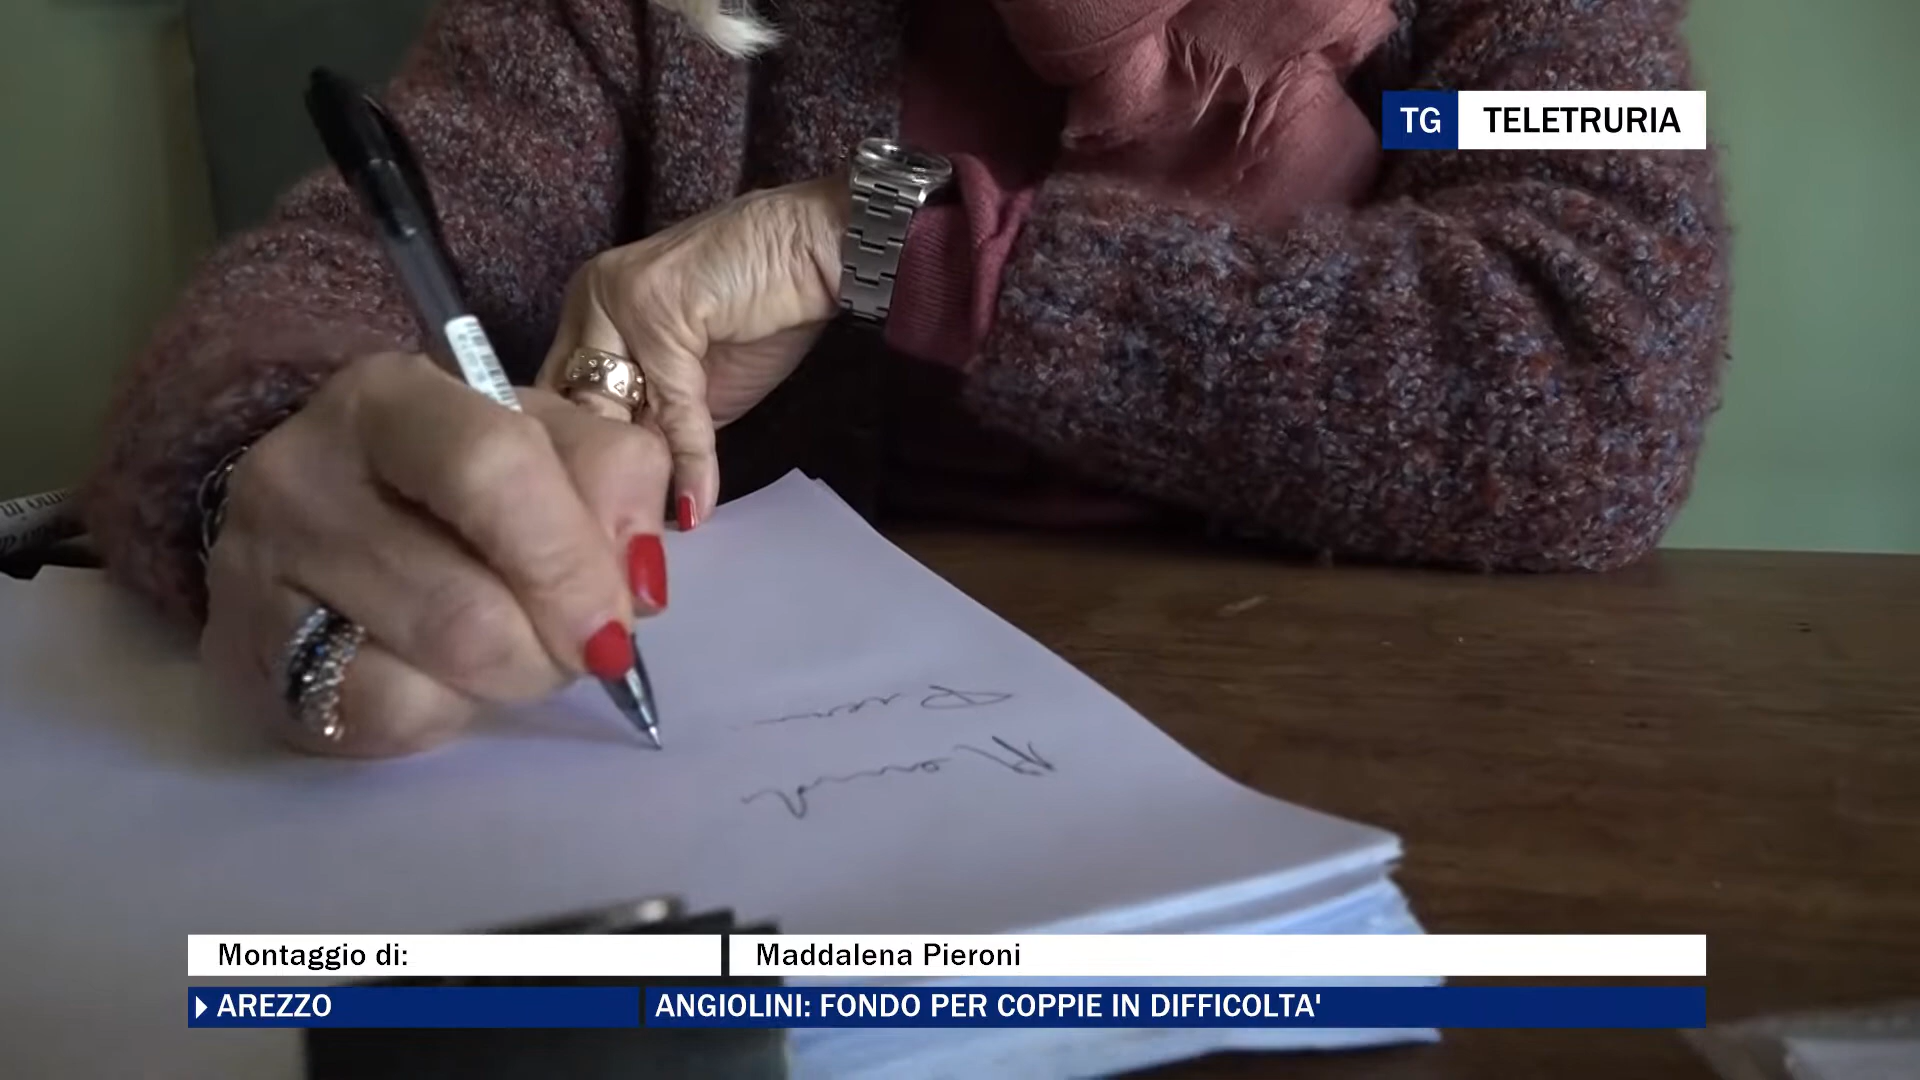 TG TELETRURIA
Montaggio di: Maddalena Pieroni
AREZZO ANGIOLINI: FONDO PER COPPIE IN DIFFICOLTA'